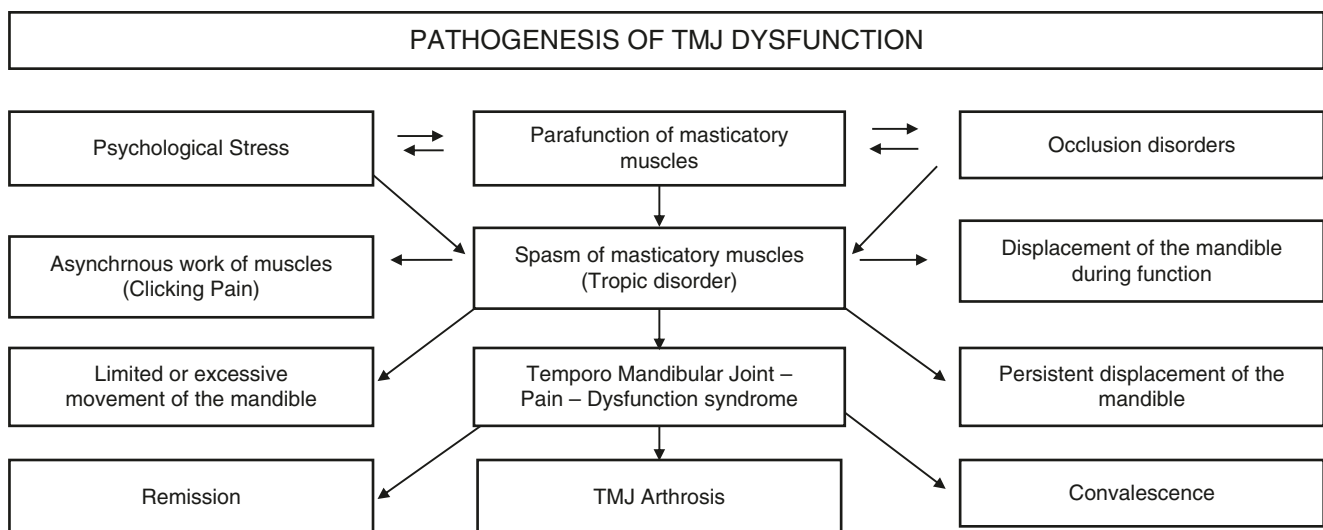 PATHOGENESIS OF TMJ DYSFUNCTION
Psychological Stress
Parafunction of masticatory
muscles
Occlusion disorders
Asynchrnous work of muscles
(Clicking Pain)
Spasm of masticatory muscles
(Tropic disorder)
Displacement of the mandible
during function
Limited or excessive
movement of the mandible
Temporo Mandibular Joint –
Pain – Dysfunction syndrome
Persistent displacement of the
mandible
Remission
TMJ Arthrosis
Convalescence